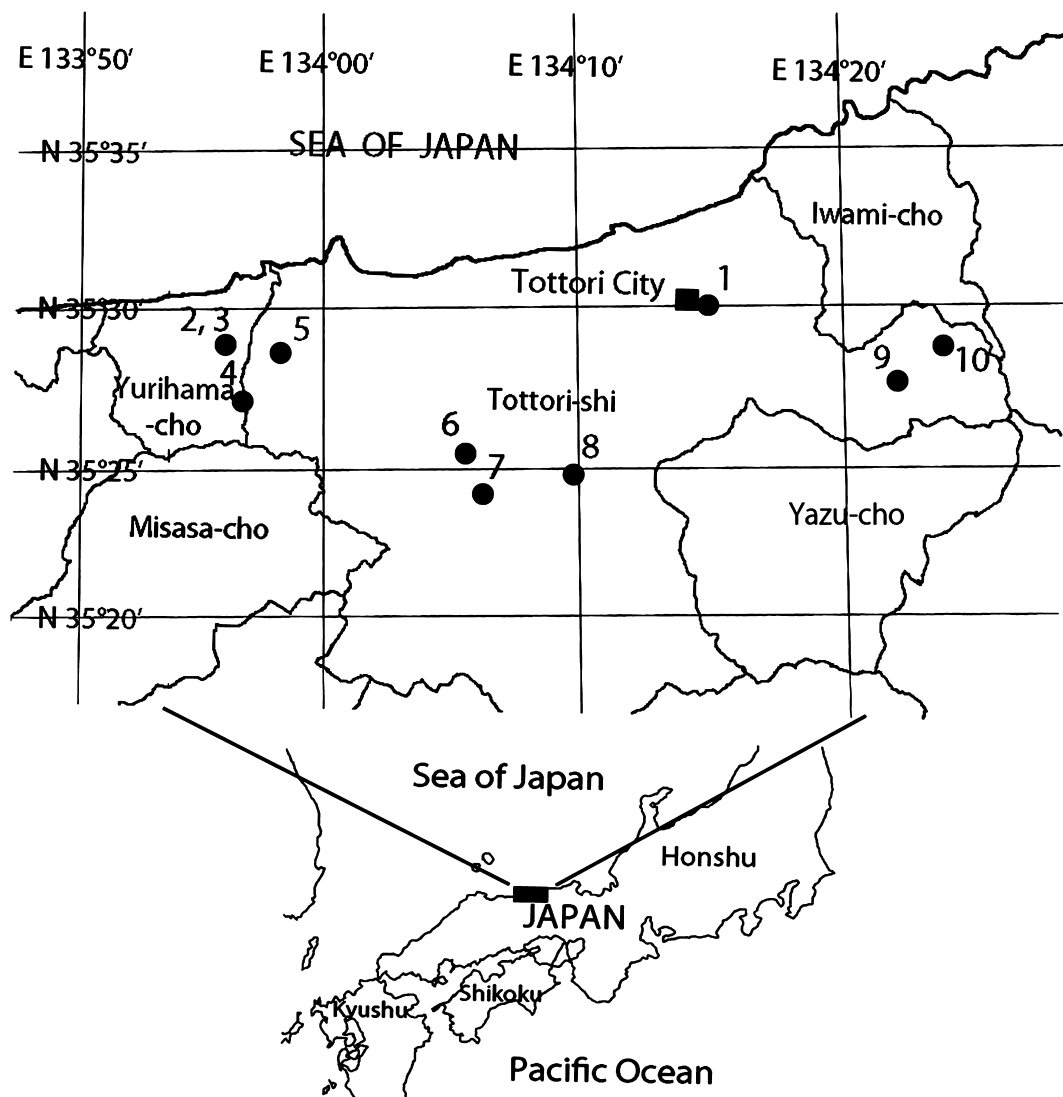 E 133°50′
E 134°00′
E 134°10′
E 134°20′
SEA OF JAPAN
N 35°35′
Iwami-cho
Tottori City
1
N 35°30′
2, 3
5
4
9
10
Yurihama
-cho
Tottori-shi
6
7
8
N 35°25′
Misasa-cho
Yazu-cho
N 35°20′
Sea of Japan
Honshu
JAPAN
Shikoku
Kyushu
Pacific Ocean